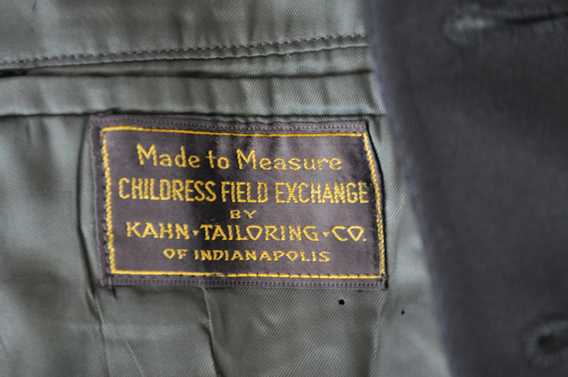 Made to Measure
CHILDRESS FIELD EXCHANGE
BY
KAHN·TAILORING·CO.
OF INDIANAPOLIS